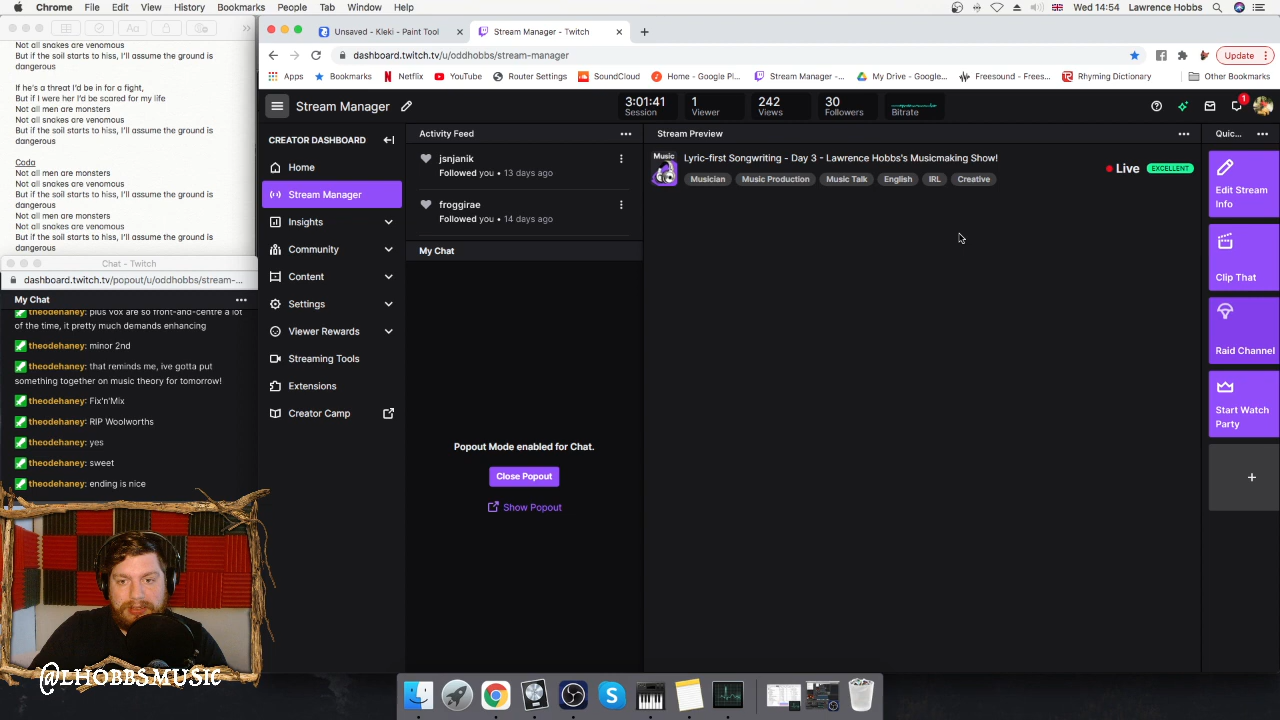 Chrome File Edit View History Bookmarks People Tab Window Help Wed 14:54 Lawrence Hobbs
Not all snakes are venomous
But if the soil starts to hiss, I'll assume the ground is
dangerous
If he's a threat I'd be in for a fight,
But if I were her I'd be scared for my life
Not all men are monsters
Not all snakes are venomous
But if the soil starts to hiss, I'll assume the ground is
dangerous
Coda
Not all men are monsters
Not all snakes are venomous
But if the soil starts to hiss, I'll assume the ground is
dangerous
Not all men are monsters
Not all snakes are venomous
But if the soil starts to hiss, I'll assume the ground is
dangerous
Chat - Twitch
dashboard.twitch.tv/popout/u/oddhobbs/stream-...
My Chat
theodehaney: plus vox are so front-and-centre a lot
of the time, it pretty much demands enhancing
theodehaney: minor 2nd
theodehaney: that reminds me, ive gotta put
something together on music theory for tomorrow!
theodehaney: Fix'n'Mix
theodehaney: RIP Woolworths
theodehaney: yes
theodehaney: sweet
theodehaney: ending is nice
@LHOBBSMUSIC
Unsaved - Kleki - Paint Tool
Stream Manager - Twitch
dashboard.twitch.tv/u/oddhobbs/stream-manager
Update
Apps Bookmarks Netflix YouTube Router Settings SoundCloud Home - Google Pl... Stream Manager -... My Drive - Google... Freesound - Frees... Rhyming Dictionary Other Bookmarks
Stream Manager
3:01:41
Session
1
Viewer
242
Views
30
Followers
Bitrate
1
CREATOR DASHBOARD
Home
Stream Manager
Insights
Community
Content
Settings
Viewer Rewards
Streaming Tools
Extensions
Creator Camp
Activity Feed
jsnjanik
Followed you • 13 days ago
froggirae
Followed you • 14 days ago
My Chat
Popout Mode enabled for Chat.
Close Popout
Show Popout
Stream Preview
Music
Lyric-first Songwriting - Day 3 - Lawrence Hobbs's Musicmaking Show!
Musician Music Production Music Talk English IRL Creative
Live EXCELLENT
Quic...
Edit Stream
Info
Clip That
Raid Channel
Start Watch
Party